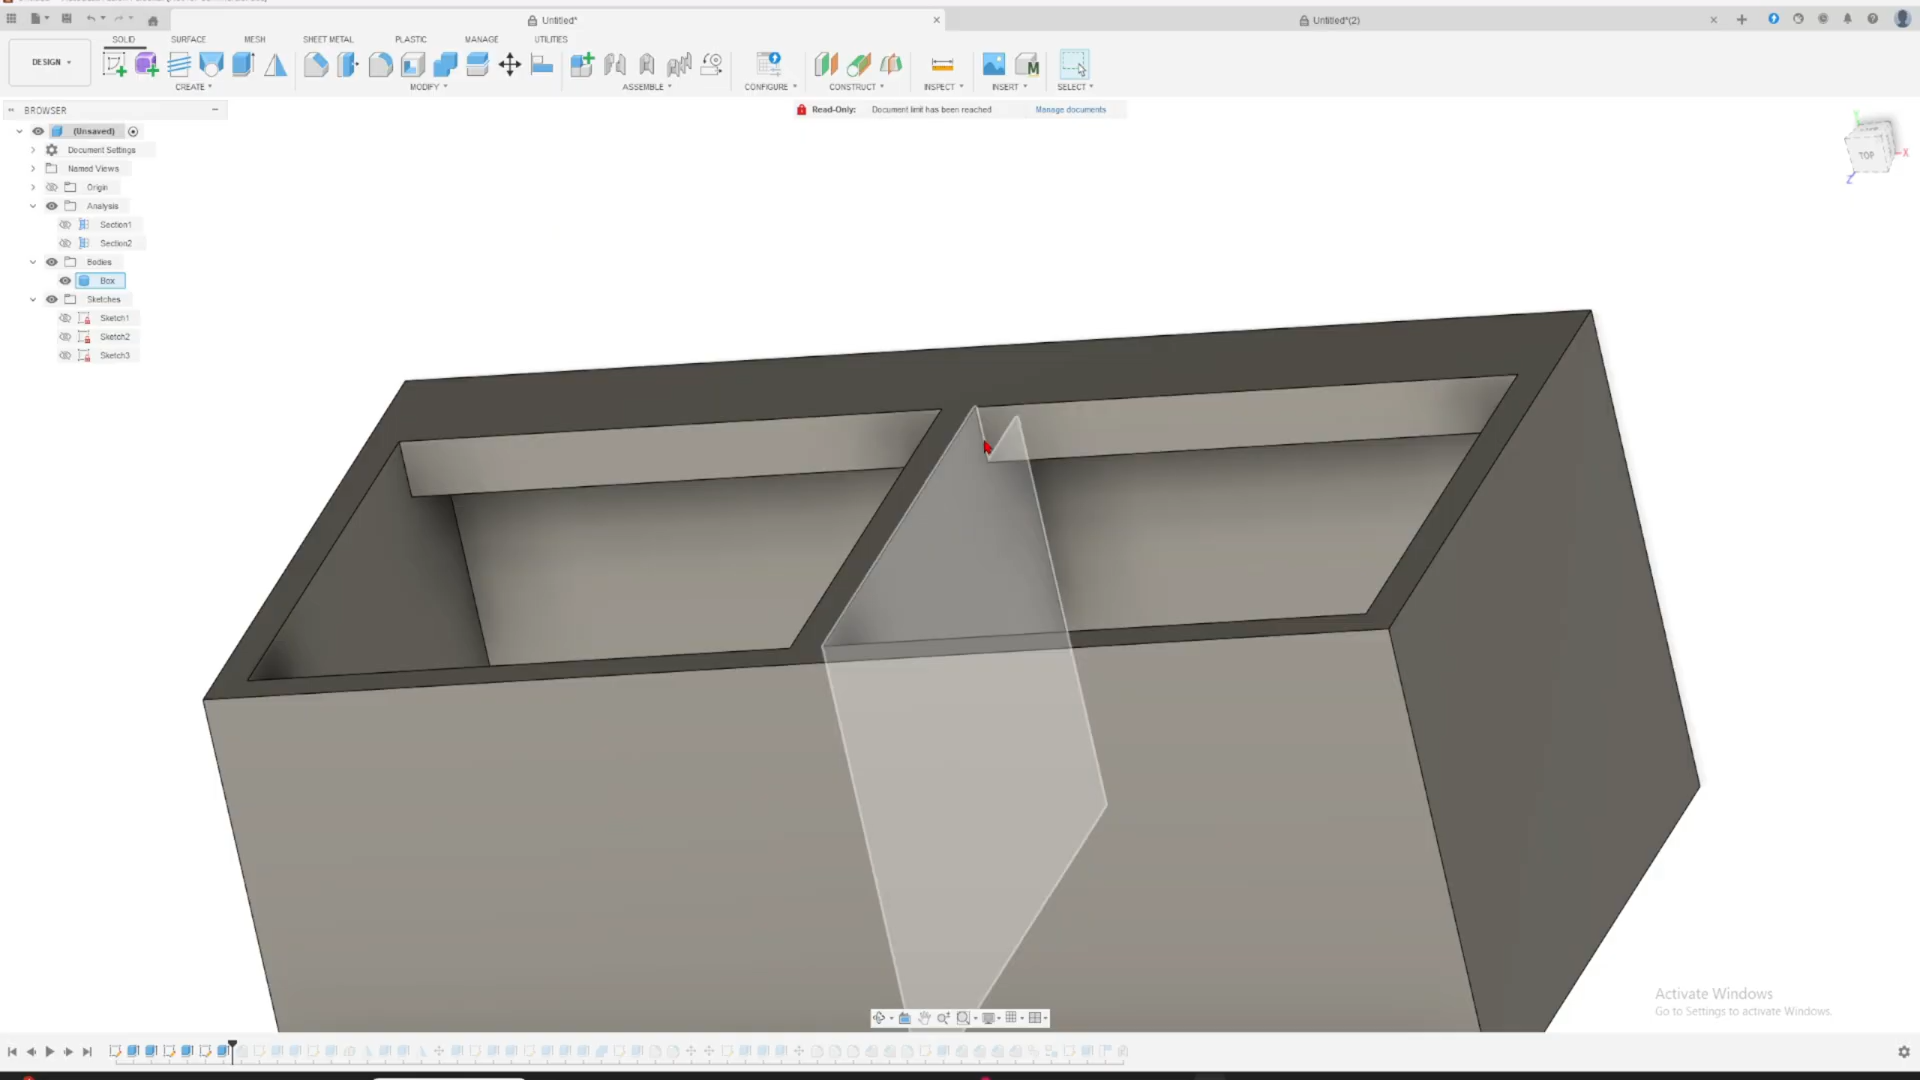 Untitled*
Untitled*(2)
DESIGN
SOLID
SURFACE
MESH
SHEET METAL
PLASTIC
MANAGE
UTILITIES
CREATE
MODIFY
ASSEMBLE
CONFIGURE
CONSTRUCT
INSPECT
INSERT
SELECT
BROWSER
Read-Only: Document limit has been reached Manage documents
(Unsaved)
Document Settings
Named Views
Origin
Analysis
Section1
Section2
Bodies
Box
Sketches
Sketch1
Sketch2
Sketch3
TOP
X
Z
M
Activate Windows
Go to Settings to activate Windows.